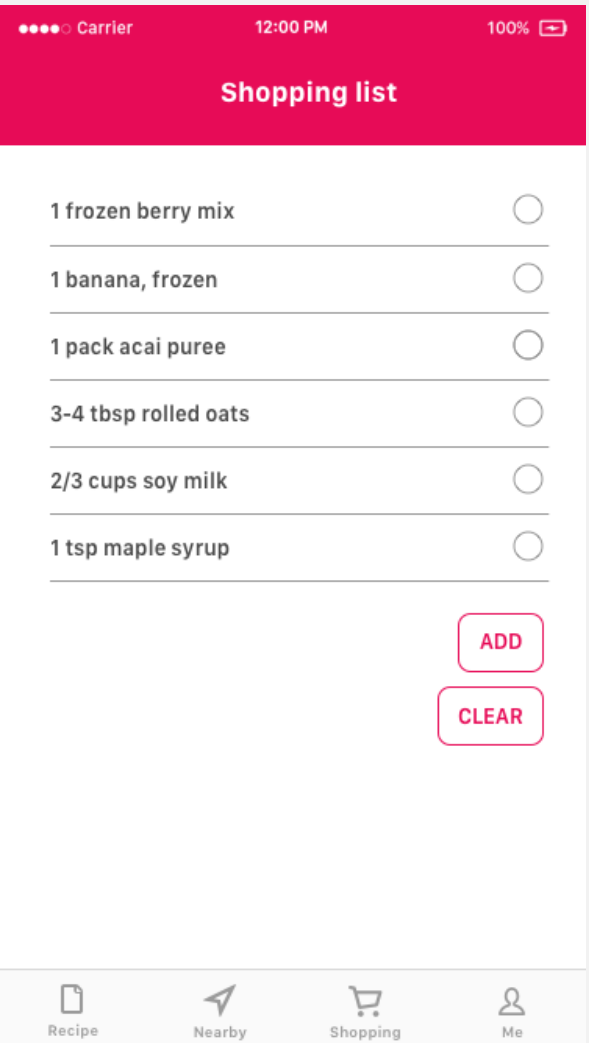 Carrier 12:00 PM 100%
Shopping list
1 frozen berry mix
1 banana, frozen
1 pack acai puree
3-4 tbsp rolled oats
2/3 cups soy milk
1 tsp maple syrup
ADD
CLEAR
Recipe Nearby Shopping Me